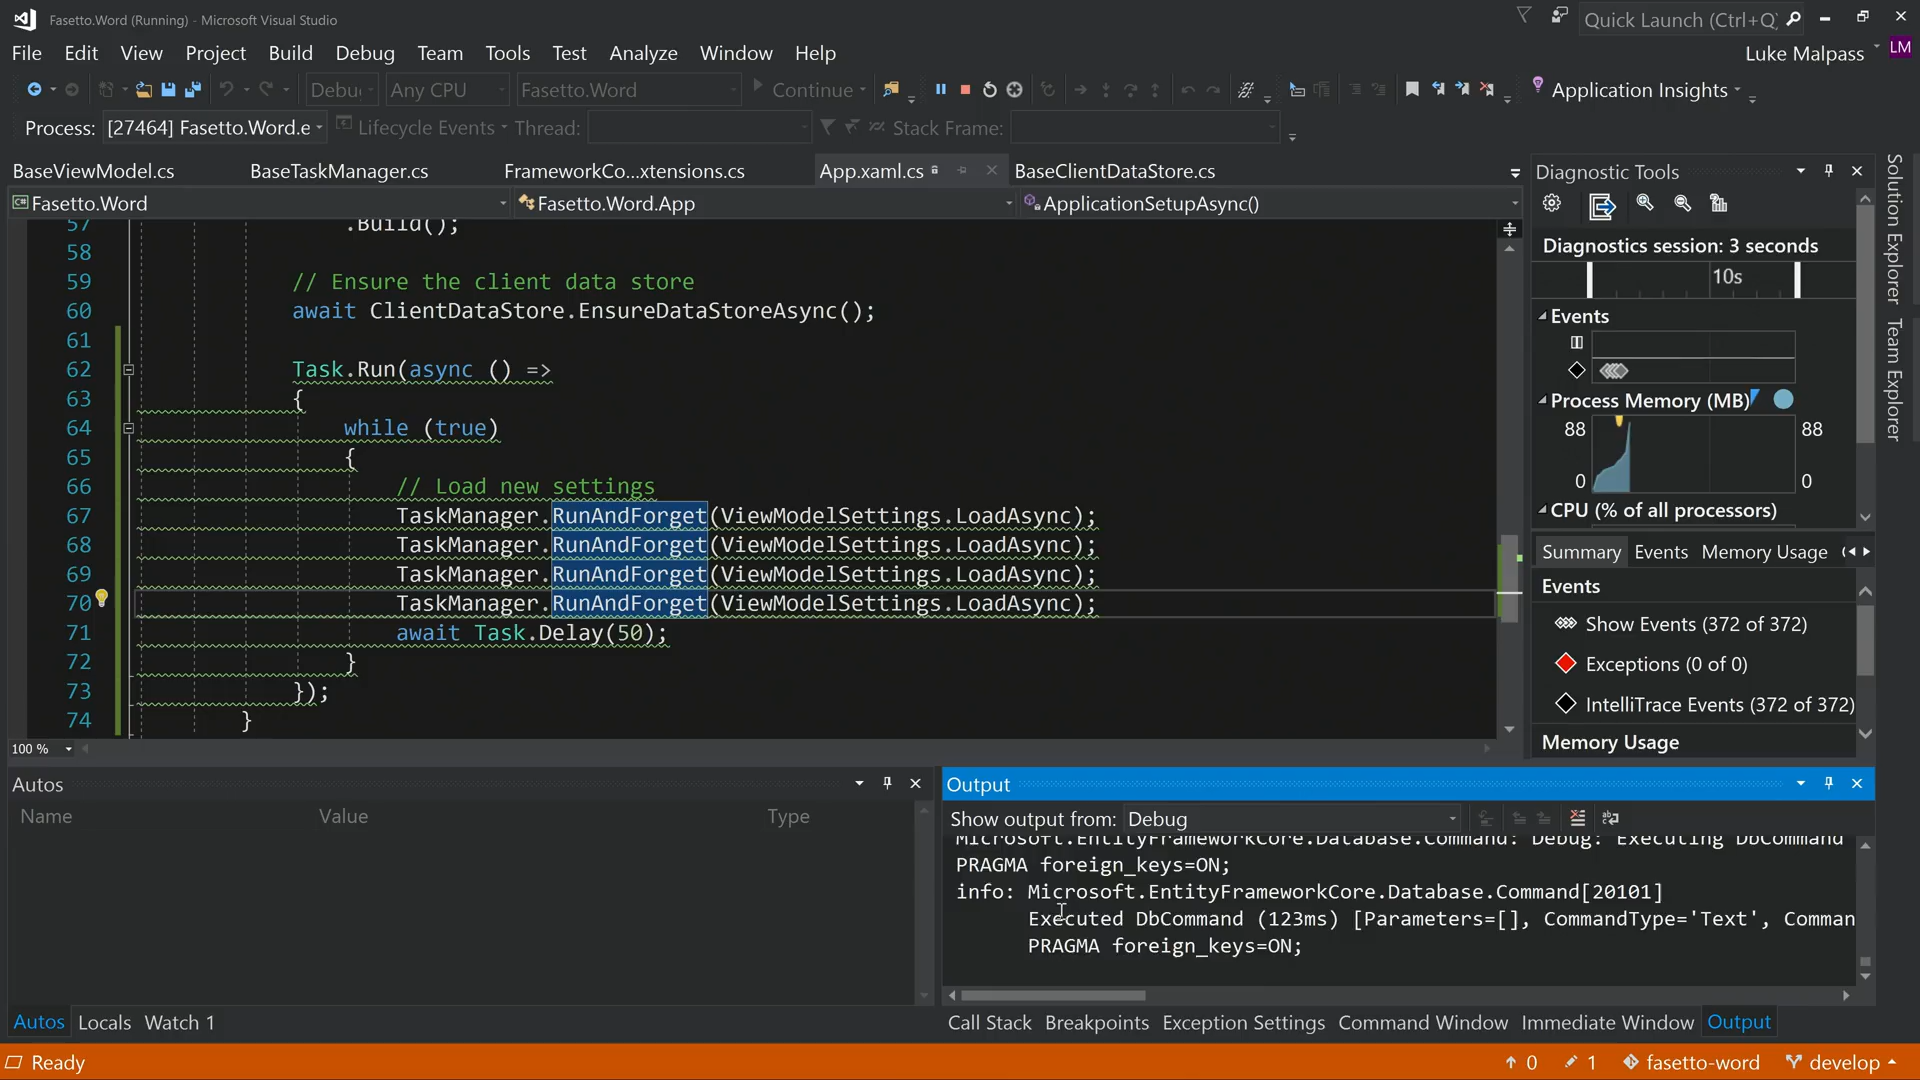 Fasetto.Word (Running) - Microsoft Visual Studio
Quick Launch (Ctrl+Q)
File Edit View Project Build Debug Team Tools Test Analyze Window Help
Luke Malpass LM
Any CPU Fasetto.Word Continue Application Insights
Process: [27464] Fasetto.Word.e Lifecycle Events Thread: Stack Frame:
BaseViewModel.cs BaseTaskManager.cs FrameworkCo...xtensions.cs App.xaml.cs BaseClientDataStore.cs
Fasetto.Word Fasetto.Word.App ApplicationSetupAsync()
57 .Build();
58
59 // Ensure the client data store
60 await ClientDataStore.EnsureDataStoreAsync();
61
62 Task.Run(async () =>
63 {
64 while (true)
65 {
66 // Load new settings
67 TaskManager.RunAndForget(ViewModelSettings.LoadAsync);
68 TaskManager.RunAndForget(ViewModelSettings.LoadAsync);
69 TaskManager.RunAndForget(ViewModelSettings.LoadAsync);
70 TaskManager.RunAndForget(ViewModelSettings.LoadAsync);
71 await Task.Delay(50);
72 }
73 });
74 }
100 %
Diagnostic Tools
Diagnostics session: 3 seconds
10s
Events
Process Memory (MB)
88 88
0 0
CPU (% of all processors)
Summary Events Memory Usage
Events
Show Events (372 of 372)
Exceptions (0 of 0)
IntelliTrace Events (372 of 372)
Memory Usage
Solution Explorer
Team Explorer
Autos
Name Value Type
Autos Locals Watch 1
Output
Show output from: Debug
Microsoft.EntityFrameworkCore.Database.Command: Debug: Executing DbCommand
PRAGMA foreign_keys=ON;
info: Microsoft.EntityFrameworkCore.Database.Command[20101]
Executed DbCommand (123ms) [Parameters=[], CommandType='Text', Comman
PRAGMA foreign_keys=ON;
Call Stack Breakpoints Exception Settings Command Window Immediate Window Output
Ready
0 1 fasetto-word develop